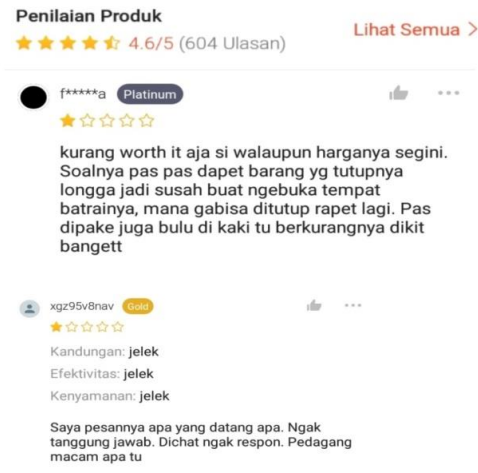 Penilaian Produk
4.6/5 (604 Ulasan)
Lihat Semua >
f*****a Platinum
kurang worth it aja si walaupun harganya segini.
Soalnya pas pas dapet barang yg tutupnya
longga jadi susah buat ngebuka tempat
batrainya, mana gabisa ditutup rapet lagi. Pas
dipake juga bulu di kaki tu berkurangnya dikit
bangett
xgz95v8nav Gold
Kandungan: jelek
Efektivitas: jelek
Kenyamanan: jelek
Saya pesannya apa yang datang apa. Ngak
tanggung jawab. Dichat ngak respon. Pedagang
macam apa tu